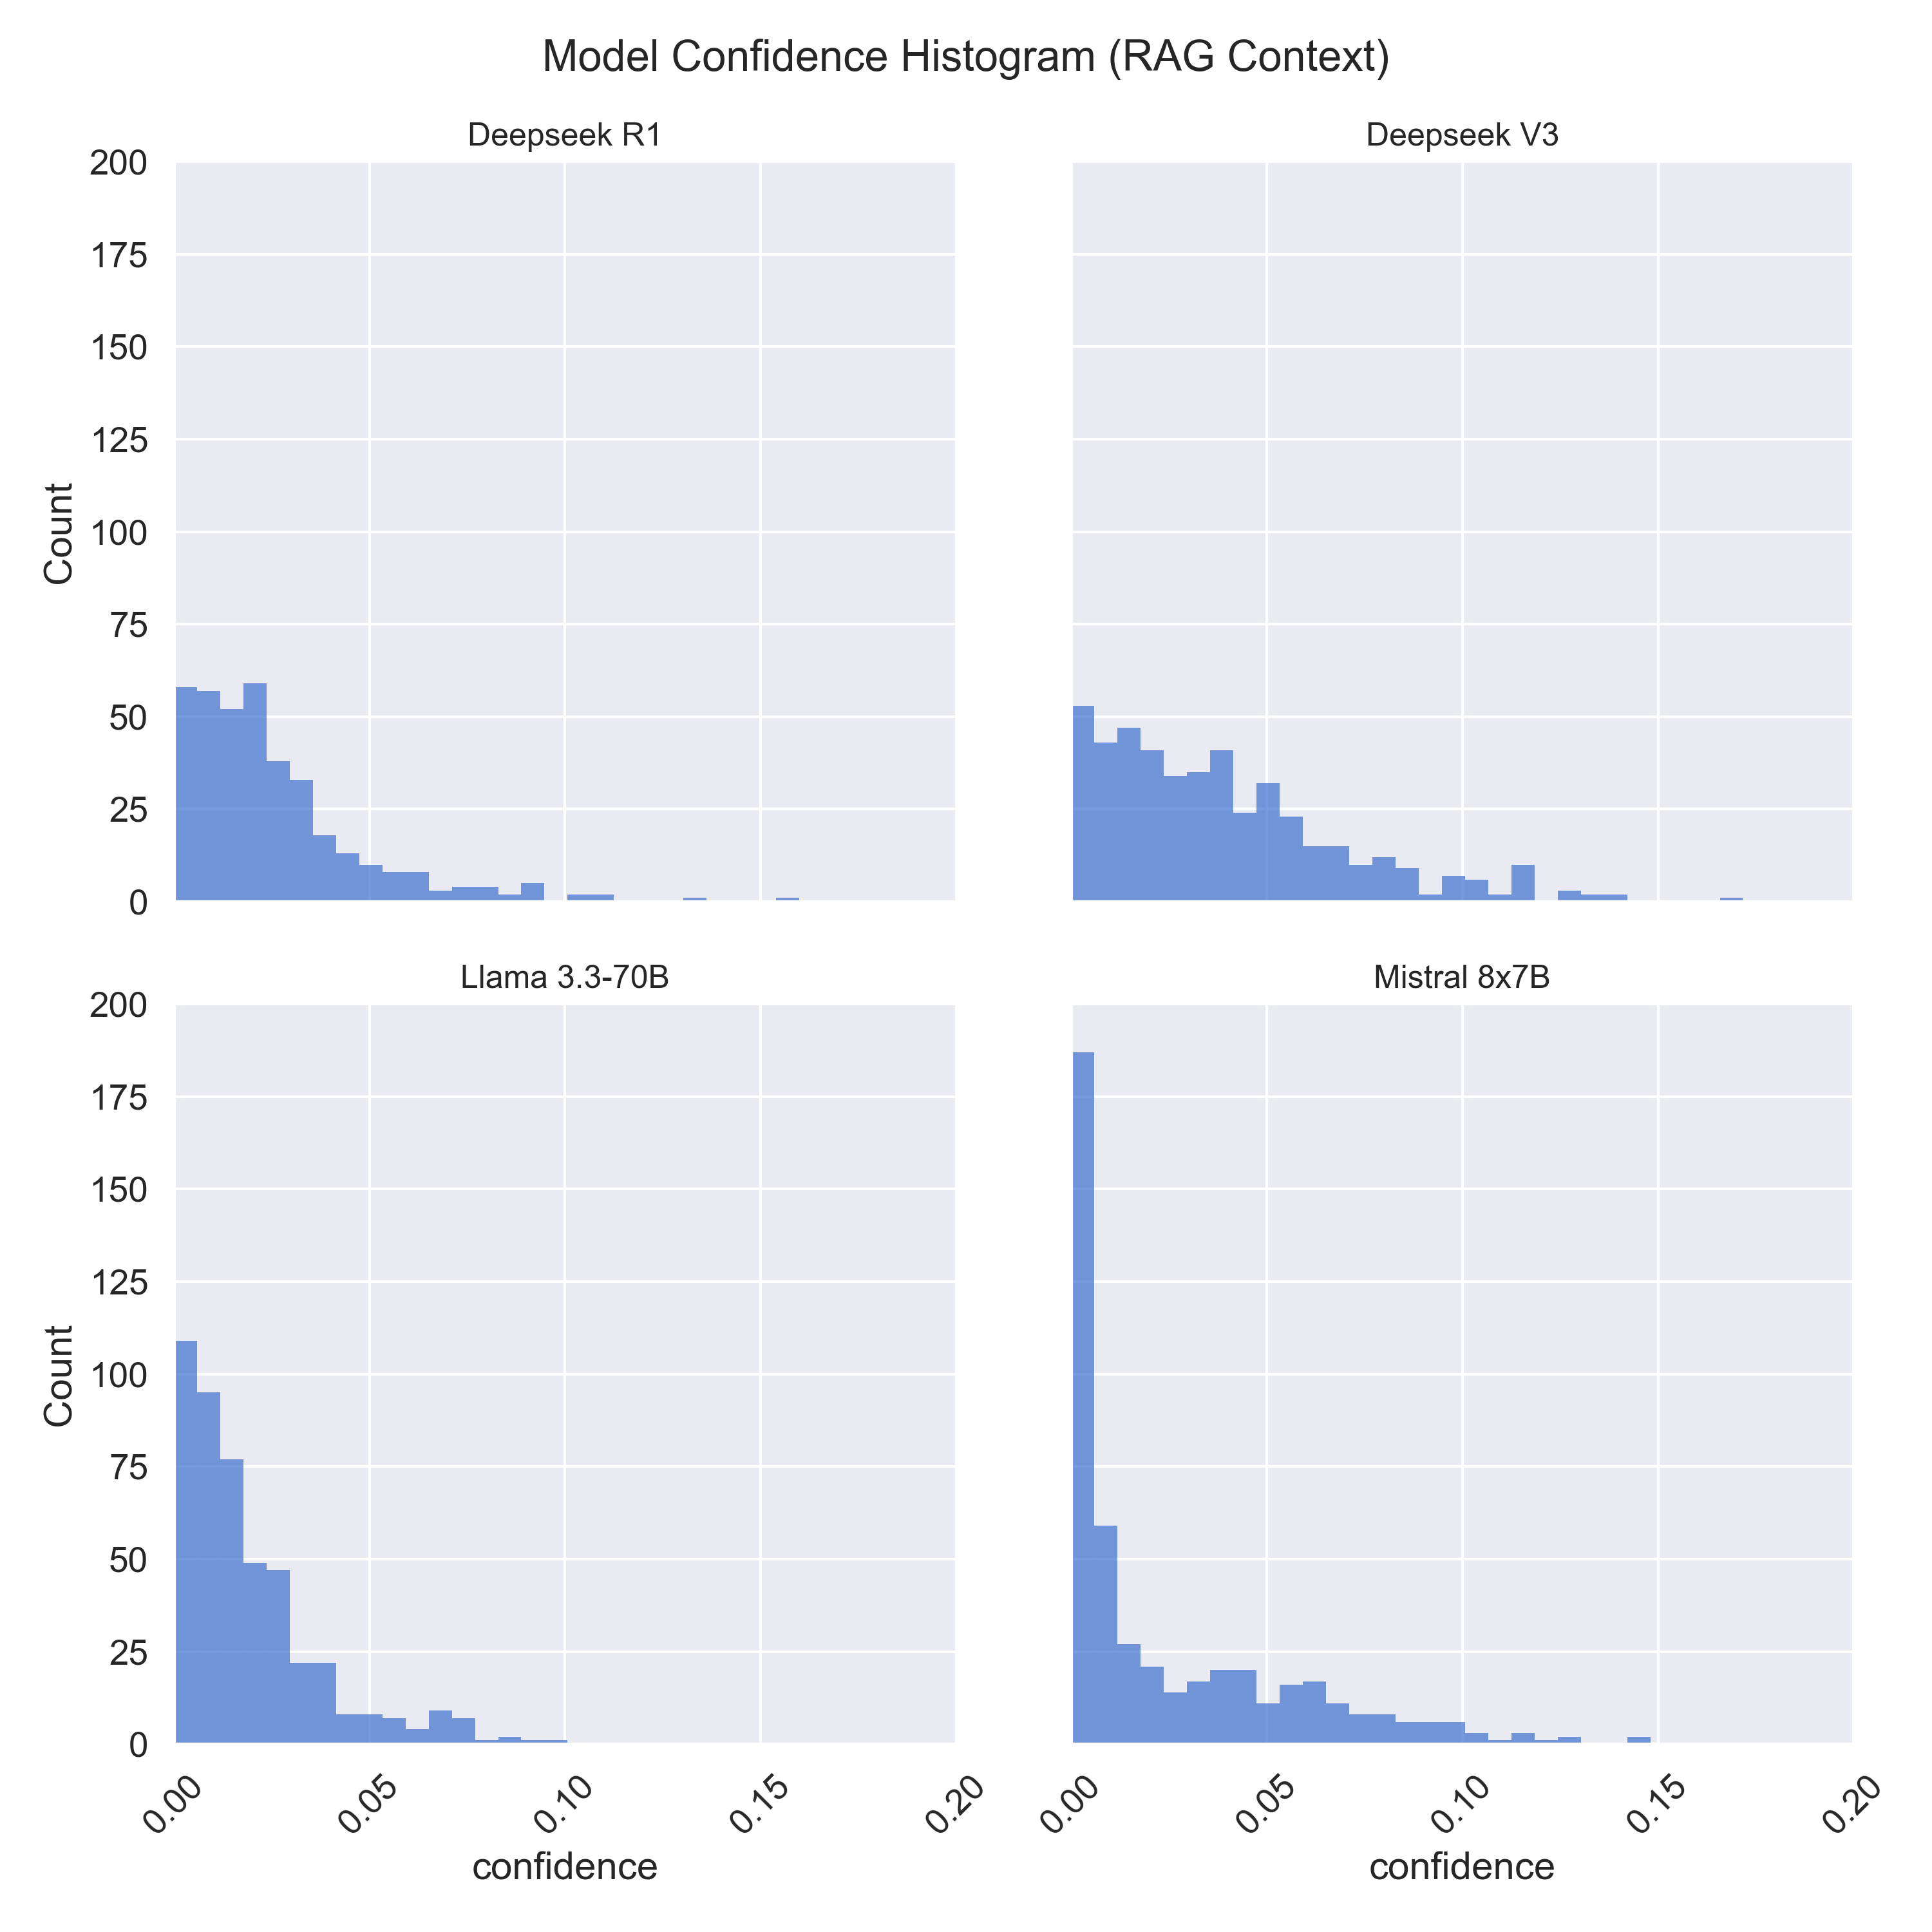 Model Confidence Histogram (RAG Context)
Deepseek R1
Deepseek V3
200
175
150
125
100
75
50
25
0
Count
Llama 3.3-70B
Mistral 8x7B
200
175
150
125
100
75
50
25
0
Count
0.00 0.05 0.10 0.15 0.20
0.00 0.05 0.10 0.15 0.20
confidence
confidence